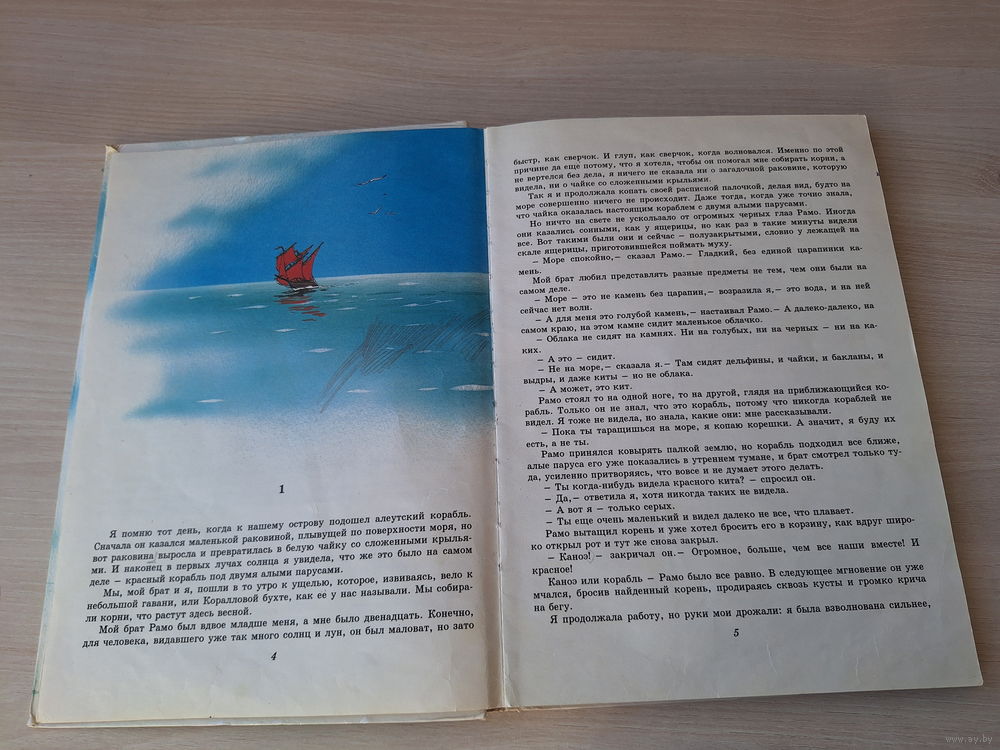 1
Я помню тот день, когда к нашему острову подошел алеутский корабль.
Сначала он казался маленькой раковиной, плывущей по поверхности моря, но
вот раковина выросла и превратилась в белую чайку со сложенными крылья-
ми. И наконец в первых лучах солнца я увидела, что же это было на самом
деле – красный корабль под двумя алыми парусами.
Мы, мой брат и я, пошли в то утро к ущелью, которое, извиваясь, вело к
небольшой гавани, или Коралловой бухте, как её у нас называли. Мы собира-
ли корни, что растут здесь весной.
Мой брат Рамо был вдвое младше меня, а мне было двенадцать. Конечно,
для человека, видавшего уже так много солнц и лун, он был маловат, но зато
4
быстр, как сверчок. И глуп, как сверчок, когда волновался. Именно по этой
причине да еще потому, что я хотела, чтобы он помогал мне собирать корни, а
не вертелся без дела, я ничего не сказала ни о загадочной раковине, которую
видела, ни о чайке со сложенными крыльями.
Так я и продолжала копать своей расписной палочкой, делая вид, будто на
море совершенно ничего не происходит. Даже тогда, когда уже точно знала,
что чайка оказалась настоящим кораблем с двумя алыми парусами.
Но ничто на свете не ускользало от огромных черных глаз Рамо. Иногда
они казались сонными, как у ящерицы, но как раз в такие минуты видели
все. Вот такими были они и сейчас – полузакрытыми, словно у лежащей на
скале ящерицы, приготовившейся поймать муху.
– Море спокойно,– сказал Рамо.– Гладкий, без единой царапинки ка-
мень.
Мой брат любил представлять разные предметы не тем, чем они были на
самом деле.
– Море – это не камень без царапин,– возразила я,– это вода, и на ней
сейчас нет волн.
– А для меня это голубой камень,– настаивал Рамо.– А далеко-далеко, на
самом краю, на этом камне сидит маленькое облачко.
– Облака не сидят на камнях. Ни на голубых, ни на черных – ни на ка-
ких.
– А это – сидит.
– Не на море,– сказала я.– Там сидят дельфины, и чайки, и бакланы, и
выдры, и даже киты – но не облака.
– А может, это кит.
Рамо стоял то на одной ноге, то на другой, глядя на приближающийся ко-
рабль. Только он не знал, что это корабль, потому что никогда кораблей не
видел. Я тоже не видела, но знала, какие они: мне рассказывали.
– Пока ты таращишься на море, я копаю корешки. А значит, я буду их
есть, а не ты.
Рамо принялся ковырять палкой землю, но корабль подходил все ближе,
алые паруса его уже показались в утреннем тумане, и брат смотрел только ту-
да, усиленно притворяясь, что вовсе и не думает этого делать.
– Ты когда-нибудь видела красного кита? – спросил он.
– Да,– ответила я, хотя никогда таких не видела.
– А вот я – только серых.
– Ты еще очень маленький и видел далеко не все, что плавает.
Рамо вытащил корень и уже хотел бросить его в корзину, как вдруг широ-
ко открыл рот и тут же снова закрыл.
– Каноэ! – закричал он.– Огромное, больше, чем все наши вместе! И
красное!
Каноэ или корабль – Рамо было все равно. В следующее мгновение он уже
мчался, бросив найденный корень, продираясь сквозь кусты и громко крича
на бегу.
Я продолжала работу, но руки мои дрожали: я была взволнована сильнее,
5
www.ay.by